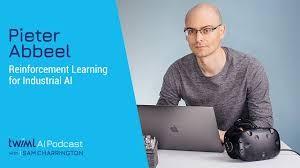 Pieter
Abbeel
Reinforcement Learning
for Industrial AI
twiml AI Podcast
with SAM CHARRINGTON